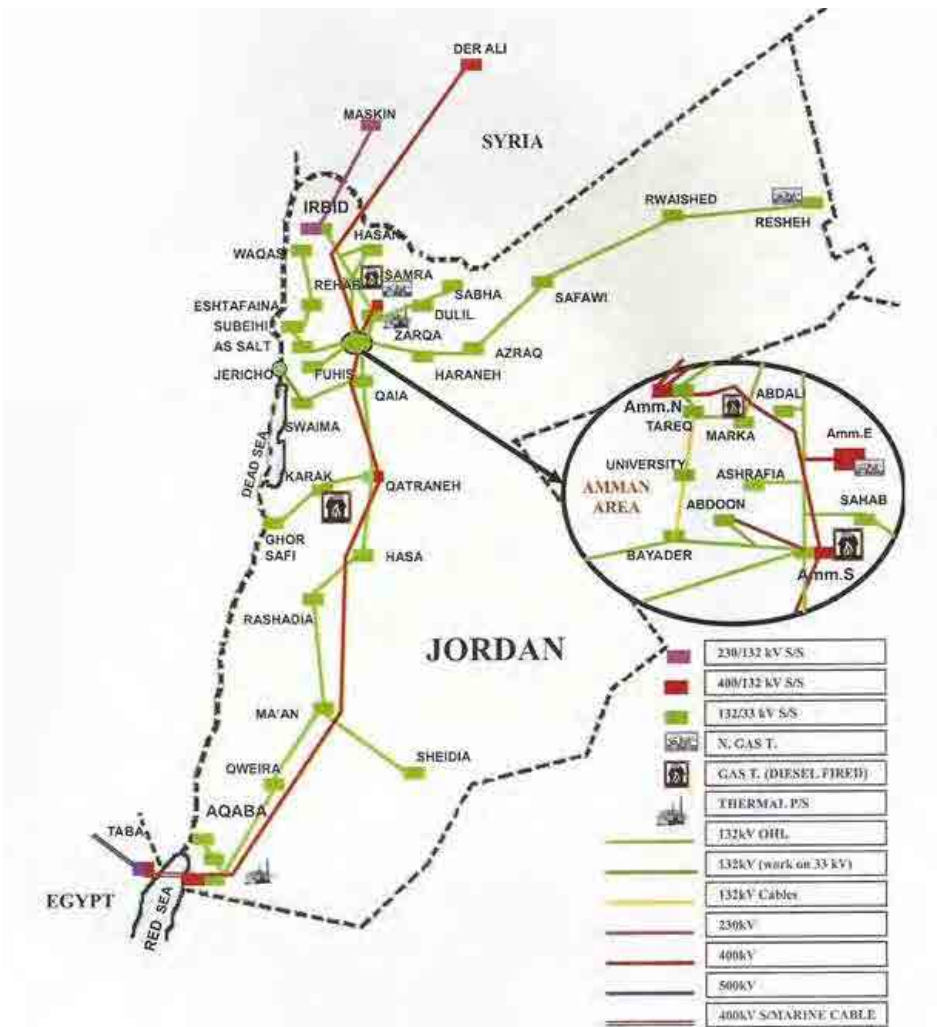 DER ALI
MASKIN
SYRIA
RWAISHED
RESHEH
IRBID
HASAN
WAQAS
REHAB
SAMRA
SABHA
SAFAWI
ESHTAFAINA
DULIL
SUBEIHI
ZARQA
AS SALT
AZRAQ
JERICHO
FUHIS
HARANEH
QAIA
SWAIMA
DEAD SEA
KARAK
QATRANEH
GHOR
SAFI
HASA
RASHADIA
JORDAN
MA'AN
SHEIDIA
QWEIRA
AQABA
TABA
EGYPT
RED SEA
Amm.N
ABDALI
TAREQ
MARKA
Amm.E
UNIVERSITY
ASHRAFIA
AMMAN
AREA
ABDOON
SAHAB
BAYADER
Amm.S
230/132 kV S/S
400/132 kV S/S
132/33 kV S/S
N. GAS T.
GAS T. (DIESEL FIRED)
THERMAL P/S
132kV OHL
132kV (work on 33 kV)
132kV Cables
230kV
400kV
500kV
400kV S/MARINE CABLE